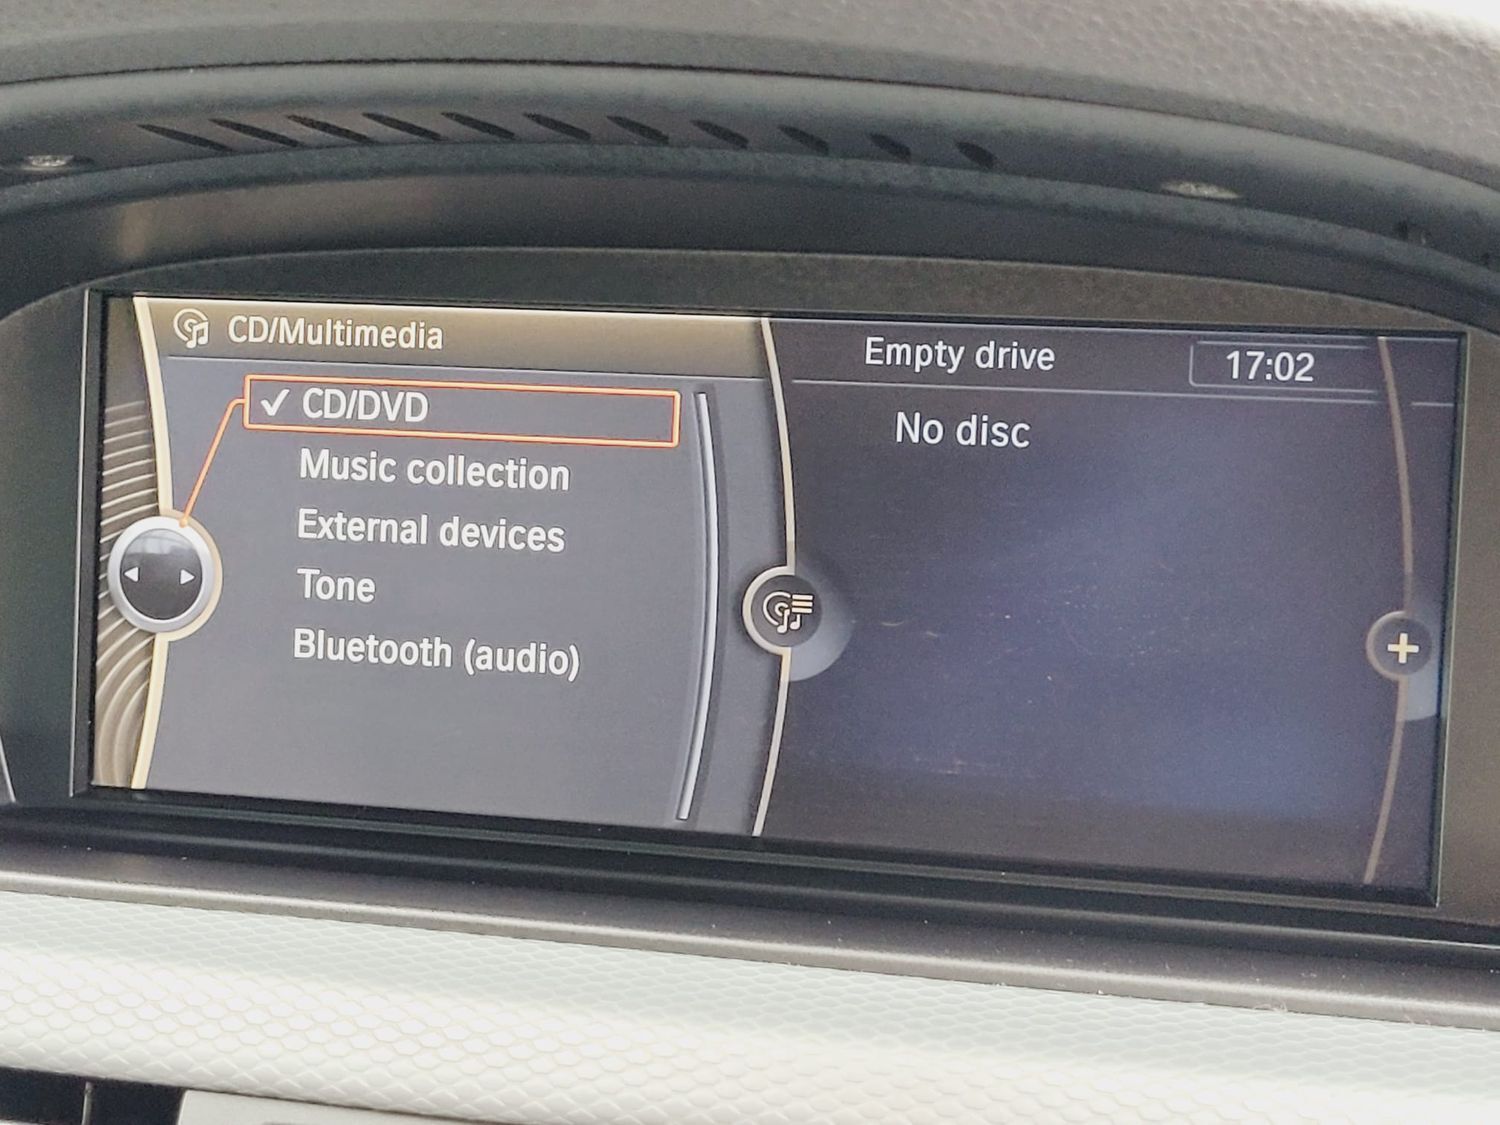 CD/Multimedia
✓ CD/DVD
Music collection
External devices
Tone
Bluetooth (audio)
Empty drive
17:02
No disc